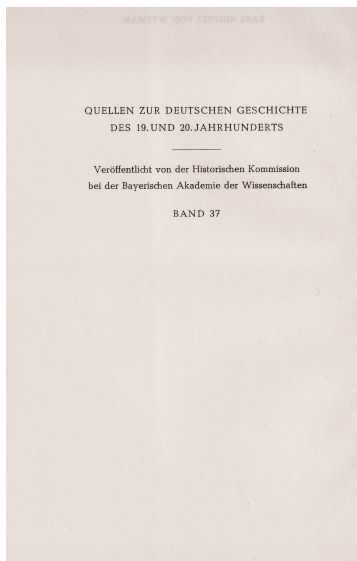 QUELLEN ZUR DEUTSCHEN GESCHICHTE
DES 19. UND 20. JAHRHUNDERTS
Veröffentlicht von der Historischen Kommission
bei der Bayerischen Akademie der Wissenschaften
BAND 37